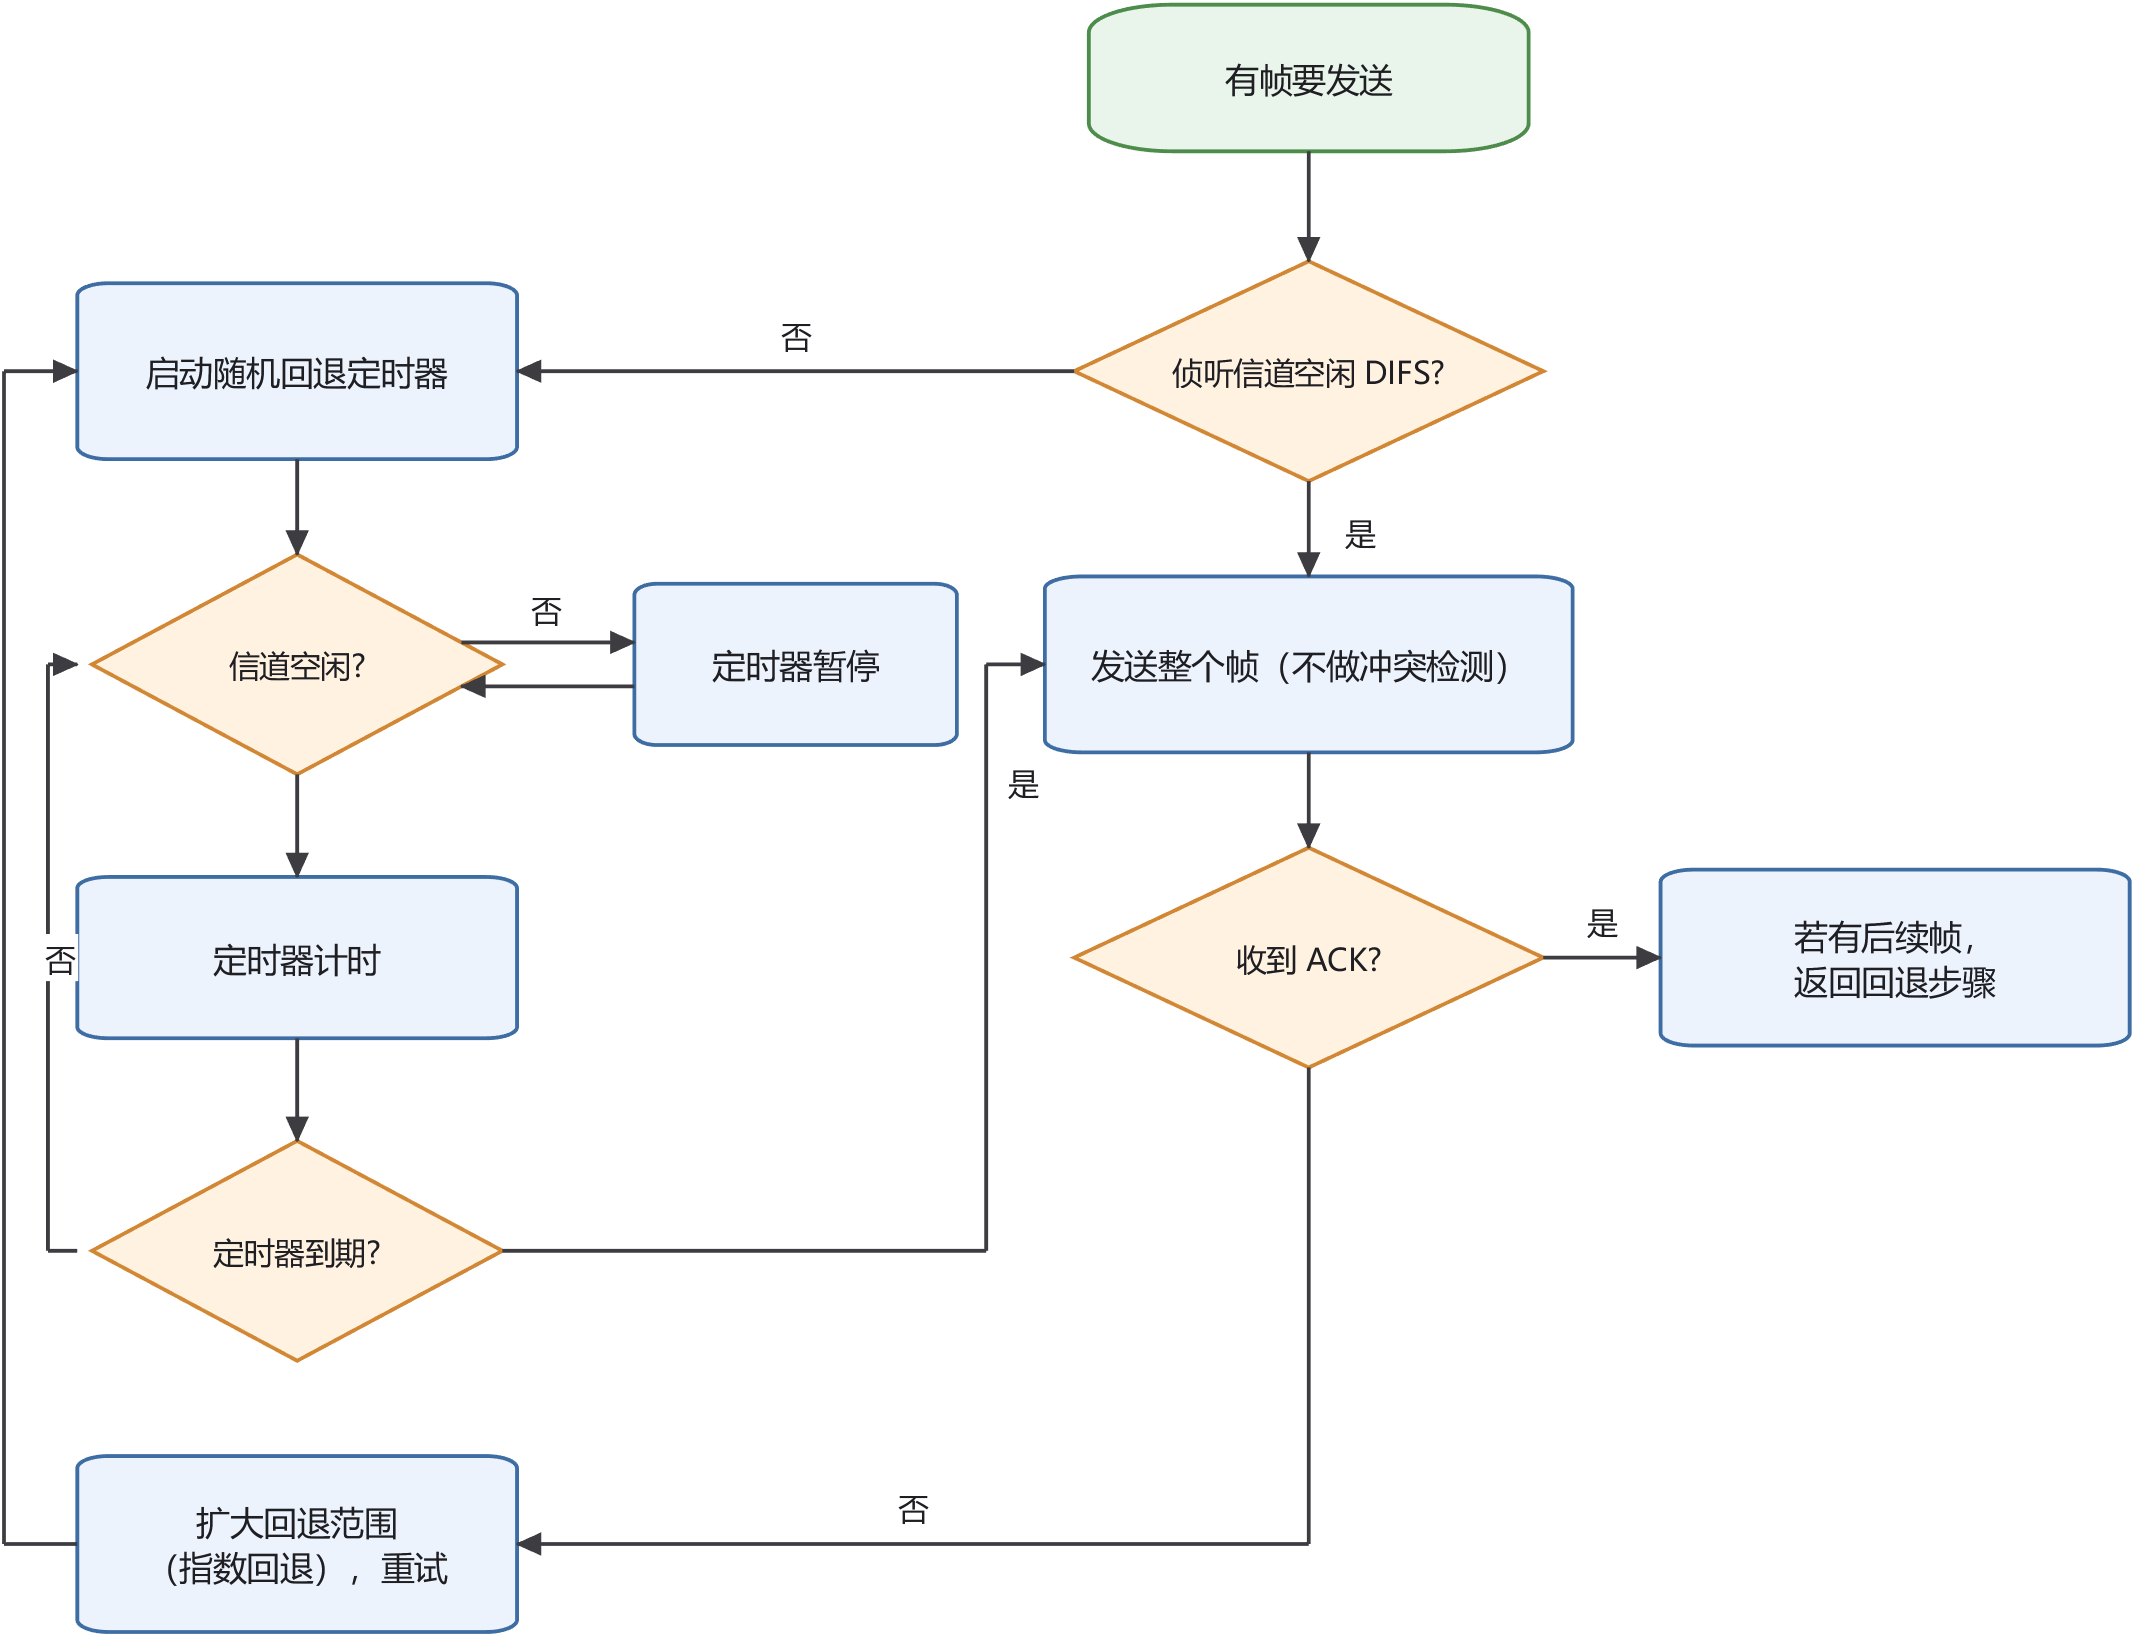 有帧要发送
侦听信道空闲 DIFS?
否
启动随机回退定时器
是
信道空闲?
否
定时器暂停
发送整个帧（不做冲突检测）
是
定时器计时
否
收到 ACK?
是
若有后续帧，
返回回退步骤
定时器到期?
否
扩大回退范围
（指数回退），重试